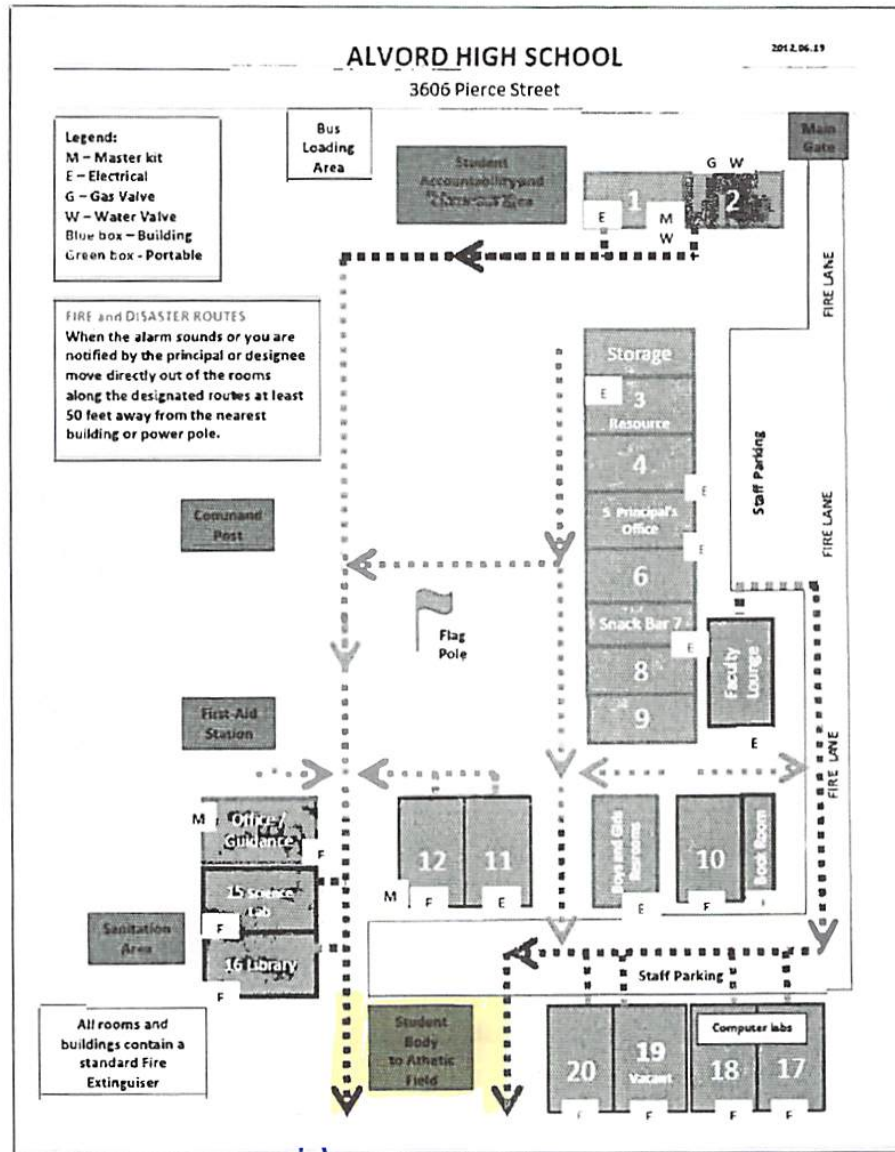 ALVORD HIGH SCHOOL
2012.06.19
3606 Pierce Street
Legend:
M – Master kit
E – Electrical
G – Gas Valve
W – Water Valve
Blue box – Building
Green box - Portable
Bus
Loading
Area
Student
Accountability and
Area
Main
Gate
G W
1
2
E
M
W
FIRE LANE
FIRE and DISASTER ROUTES
When the alarm sounds or you are
notified by the principal or designee
move directly out of the rooms
along the designated routes at least
50 feet away from the nearest
building or power pole.
Storage
E
3
Resource
4
E
5 Principal's
Office
E
6
Snack Bar 7
E
8
9
Staff Parking
FIRE LANE
Command
Post
Flag
Pole
Faculty
Lounge
E
First-Aid
Station
FIRE LANE
M
Office /
Guidance
E
15 Science
Lab
E
16 Library
E
Sanitation
Area
12
11
M
E
E
Boys and Girls
Resrooms
E
10
E
Book Room
Staff Parking
All rooms and
buildings contain a
standard Fire
Extinguiser
Student
Body
to Athetic
Field
20
19
Vacant
Computer labs
18
17
E
E
E
E